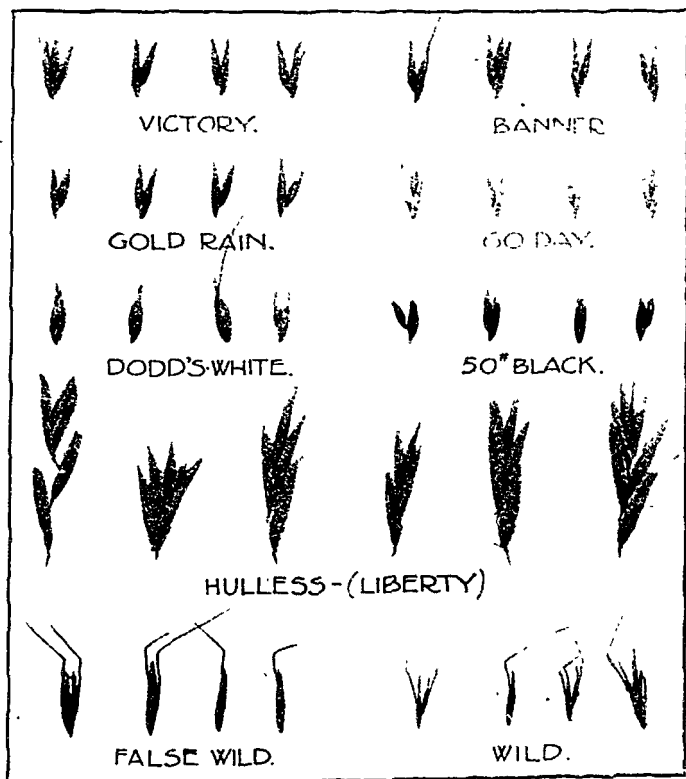 VICTORY.
BANNER
GOLD RAIN.
60 DAY.
DODD'S·WHITE.
50# BLACK.
HULLESS-(LIBERTY)
FALSE WILD.
WILD.